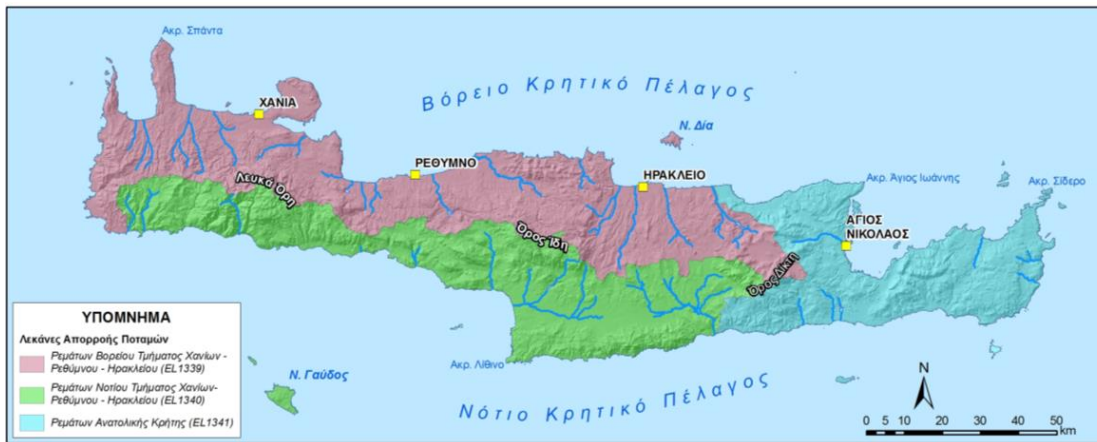 Ακρ. Σπάντα
ΧΑΝΙΑ
Βόρειο Κρητικό Πέλαγος
Ν. Δία
ΡΕΘΥΜΝΟ
ΗΡΑΚΛΕΙΟ
Ακρ. Άγιος Ιωάννης
Ακρ. Σίδερο
Λευκά Όρη
ΑΓΙΟΣ
ΝΙΚΟΛΑΟΣ
Όρος Ίδη
Όρος Δίκτη
ΥΠΟΜΝΗΜΑ
Λεκάνες Απορροής Ποταμών
Ρεμάτων Βορείου Τμήματος Χανίων -
Ρεθύμνου - Ηρακλείου (EL1339)
Ρεμάτων Νοτίου Τμήματος Χανίων-
Ρεθύμνου - Ηρακλείου (EL1340)
Ρεμάτων Ανατολικής Κρήτης (EL1341)
Ν. Γαύδος
Ακρ. Λίθινο
Νότιο Κρητικό Πέλαγος
N
0 5 10 20 30 40 50
km